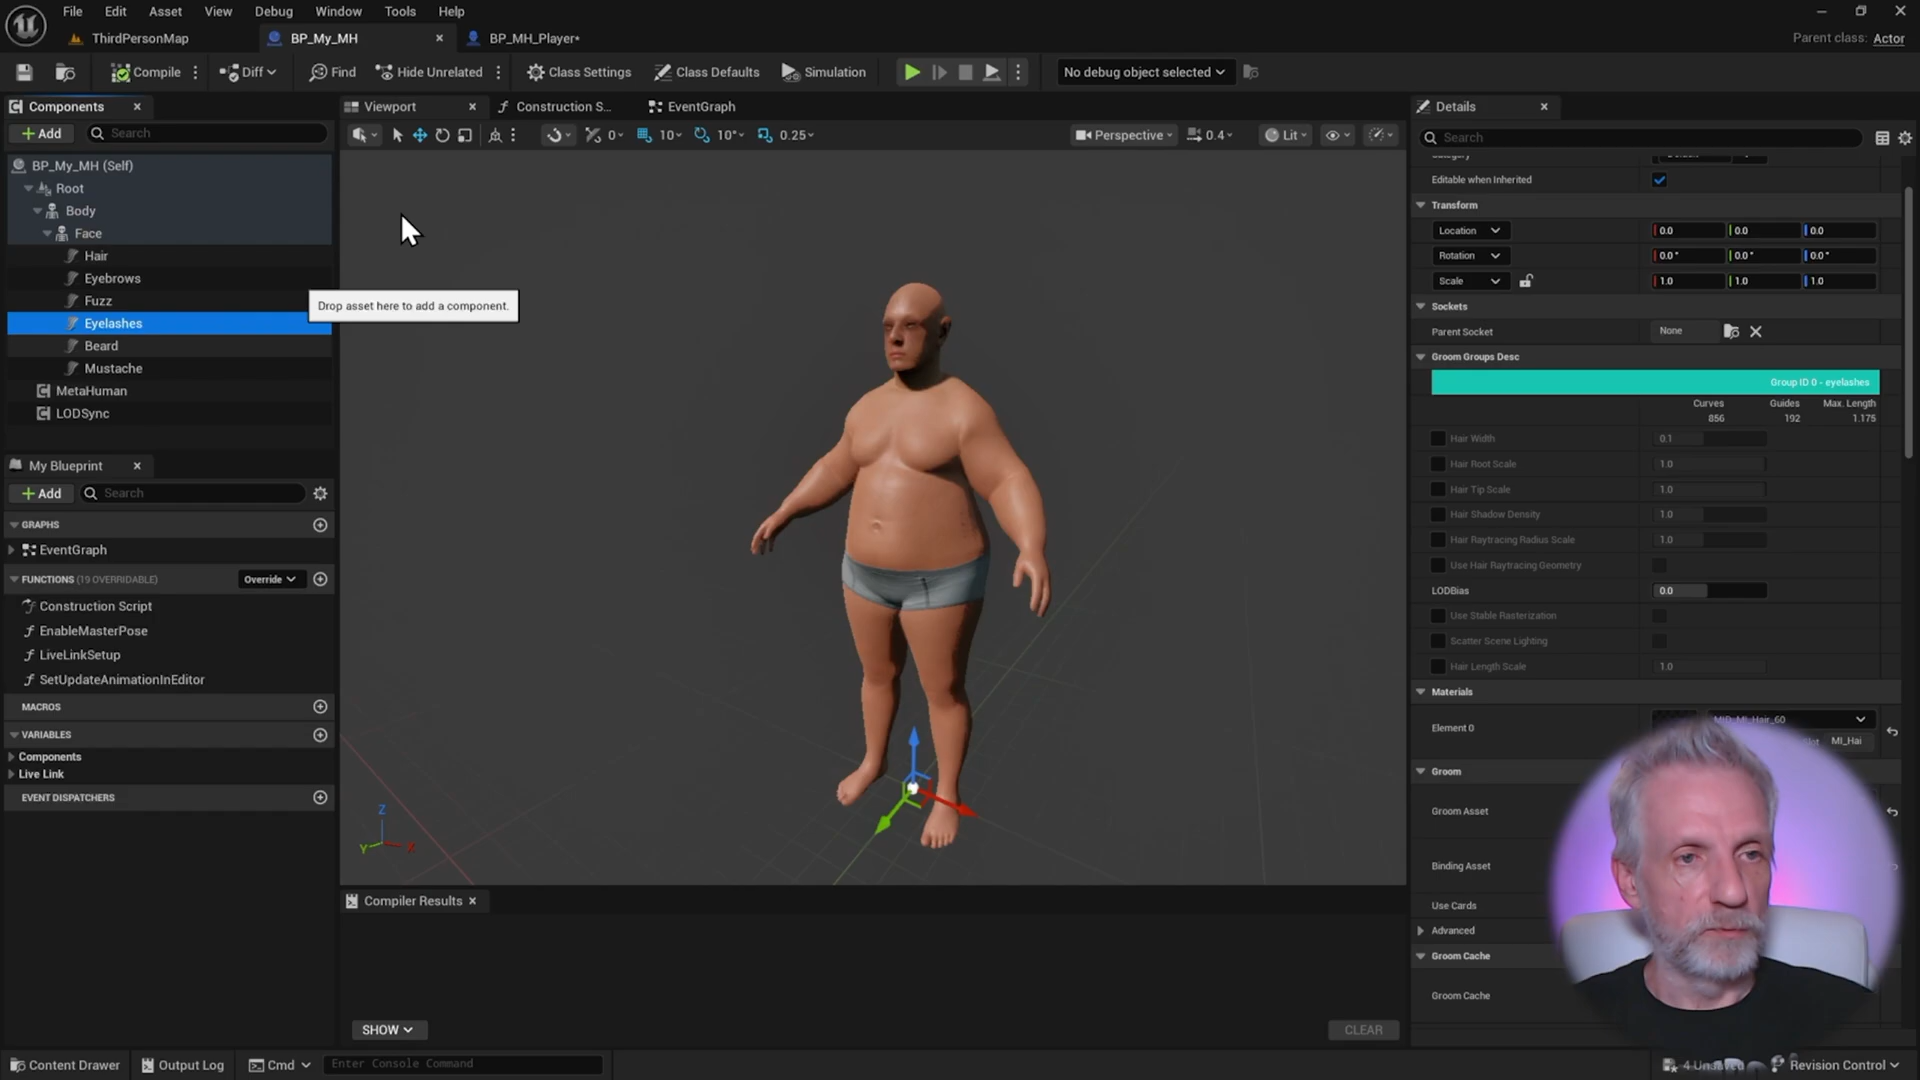 File Edit Asset View Debug Window Tools Help
ThirdPersonMap BP_My_MH BP_MH_Player*
Parent class: Actor
Compile Diff Find Hide Unrelated Class Settings Class Defaults Simulation No debug object selected
Components
Add Search
BP_My_MH (Self)
Root
Body
Face
Hair
Eyebrows
Fuzz
Eyelashes
Beard
Mustache
MetaHuman
LODSync
My Blueprint
Add Search
GRAPHS
EventGraph
FUNCTIONS (19 OVERRIDABLE) Override
Construction Script
EnableMasterPose
LiveLinkSetup
SetUpdateAnimationInEditor
MACROS
VARIABLES
Components
Live Link
EVENT DISPATCHERS
Viewport Construction S... EventGraph
0 10 10° 0.25 Perspective 0.4 Lit
Drop asset here to add a component.
Z
Y X
Compiler Results
SHOW CLEAR
Details
Search
Editable when Inherited
Transform
Location 0.0 0.0 0.0
Rotation 0.0° 0.0° 0.0°
Scale 1.0 1.0 1.0
Sockets
Parent Socket None
Groom Groups Desc
Group ID 0 - eyelashes
Curves Guides Max. Length
856 192 1.175
Hair Width 0.1
Hair Root Scale 1.0
Hair Tip Scale 1.0
Hair Shadow Density 1.0
Hair Raytracing Radius Scale 1.0
Use Hair Raytracing Geometry
LODBias 0.0
Use Stable Rasterization
Scatter Scene Lighting
Hair Length Scale 1.0
Materials
Element 0
MI_Hai
Groom
Groom Asset
Binding Asset
Use Cards
Advanced
Groom Cache
Groom Cache
Content Drawer Output Log Cmd Enter Console Command Revision Control